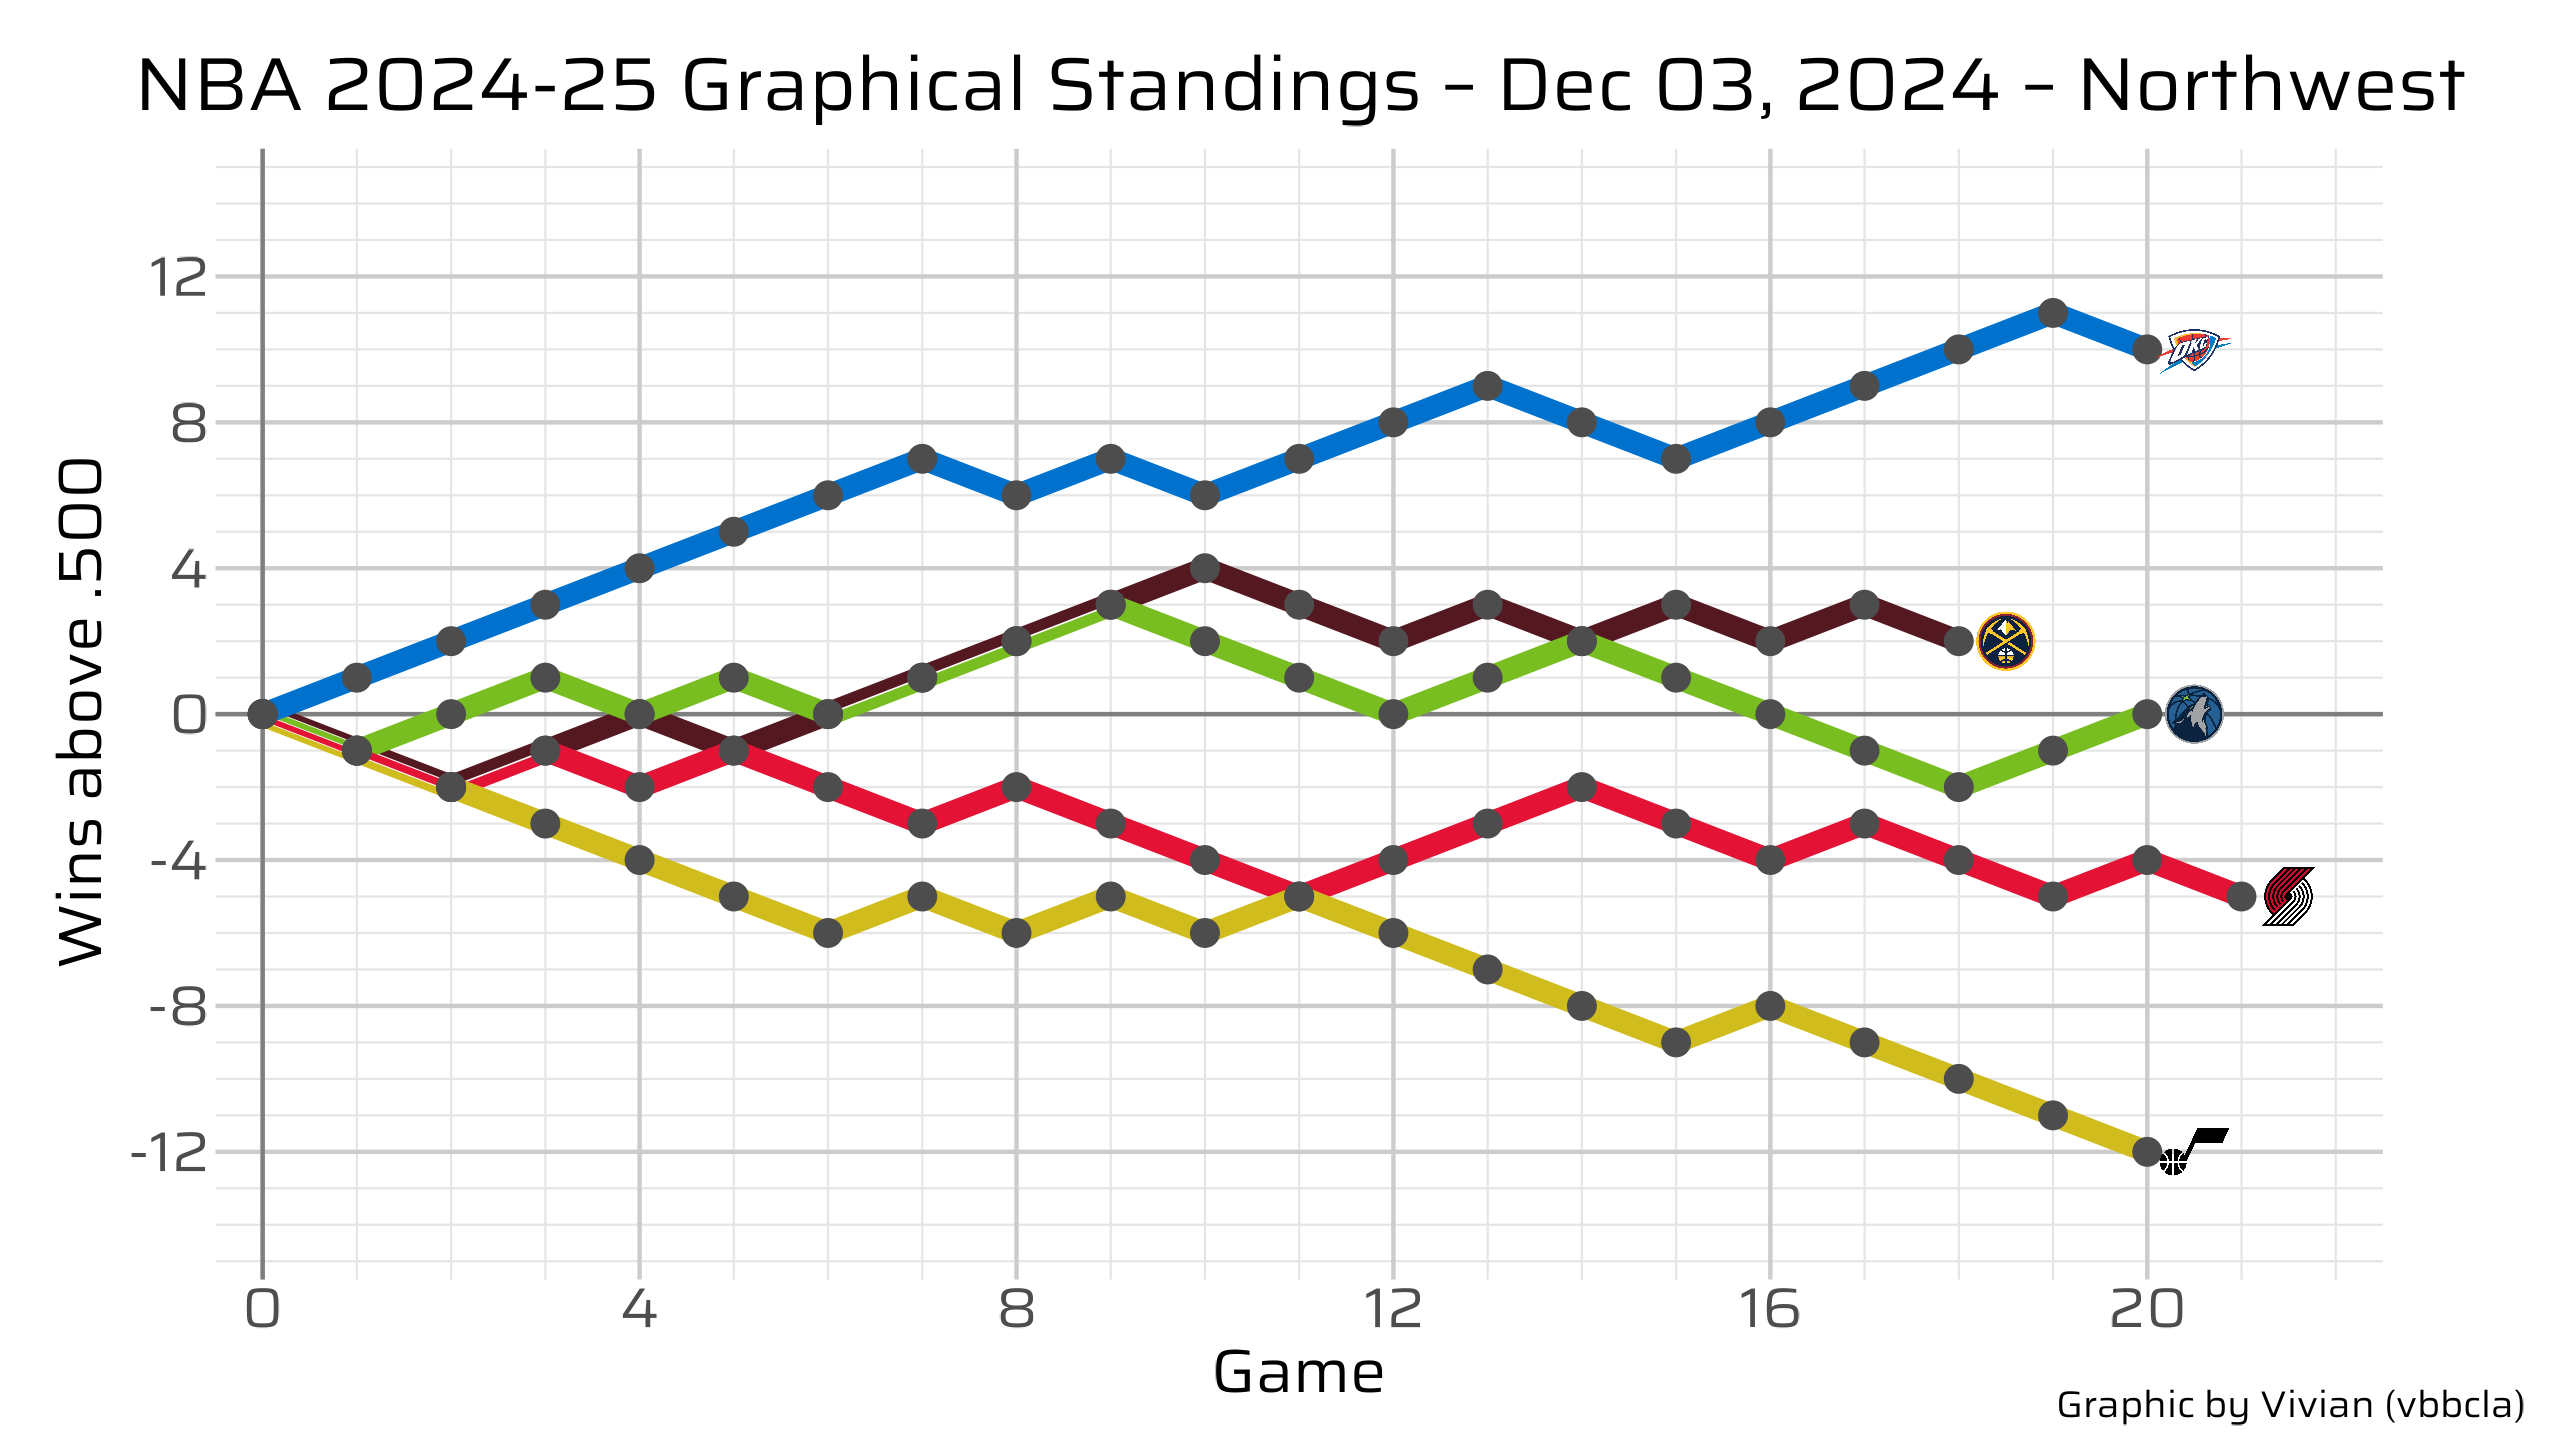 NBA 2024-25 Graphical Standings - Dec 03, 2024 - Northwest
Wins above .500
12
8
4
0
-4
-8
-12
OKC
0 4 8 12 16 20
Game
Graphic by Vivian (vbbcla)